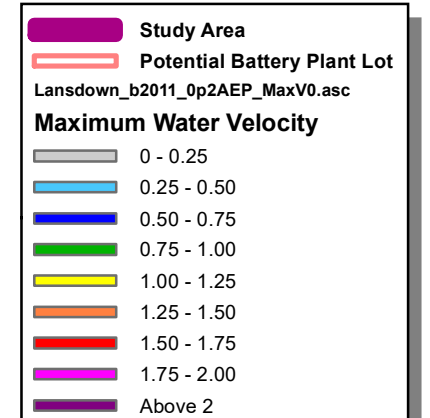 Study Area
Potential Battery Plant Lot
Lansdown_b2011_0p2AEP_MaxV0.asc
Maximum Water Velocity
0 - 0.25
0.25 - 0.50
0.50 - 0.75
0.75 - 1.00
1.00 - 1.25
1.25 - 1.50
1.50 - 1.75
1.75 - 2.00
Above 2